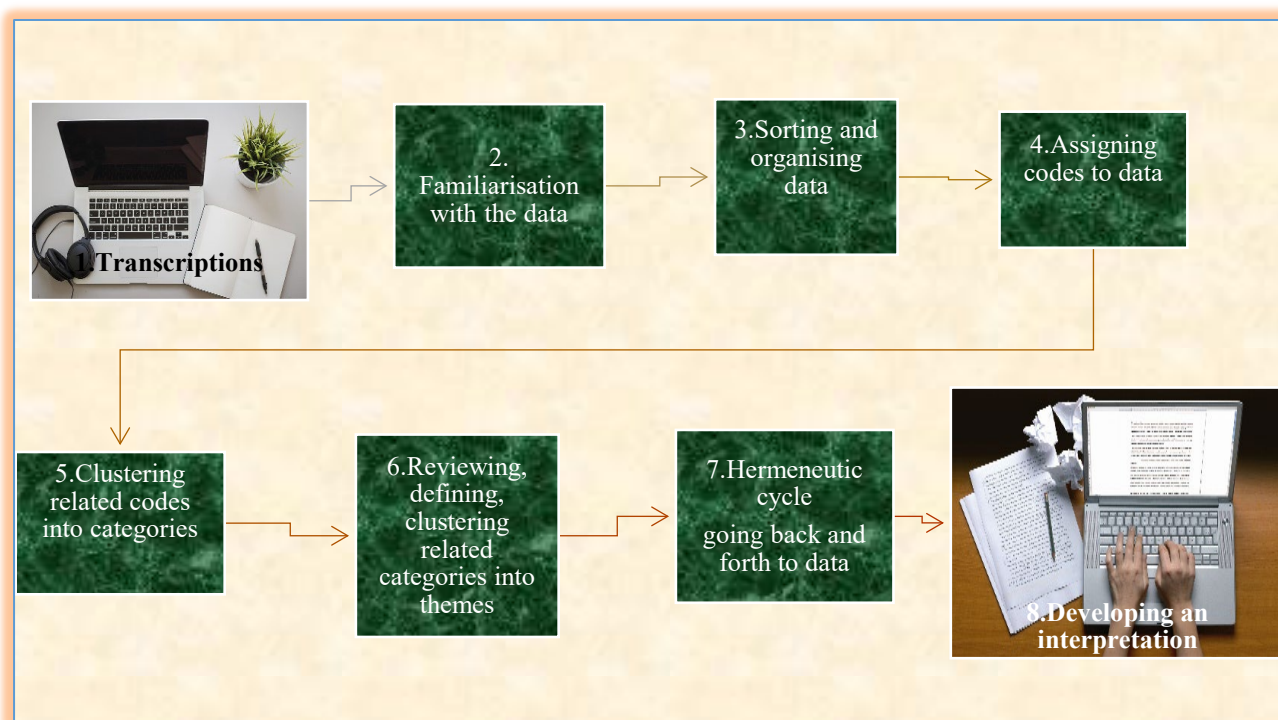 1.Transcriptions
2.
Familiarisation
with the data
3.Sorting and
organising
data
4.Assigning
codes to data
5.Clustering
related codes
into categories
6.Reviewing,
defining,
clustering
related
categories into
themes
7.Hermeneutic
cycle
going back and
forth to data
8.Developing an
interpretation